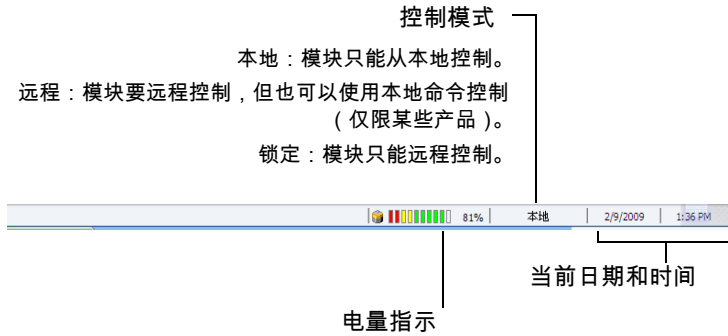 控制模式
本地：模块只能从本地控制。
远程：模块要远程控制，但也可以使用本地命令控制
（仅限某些产品）。
锁定：模块只能远程控制。
81% 本地 2/9/2009 1:36 PM
当前日期和时间
电量指示